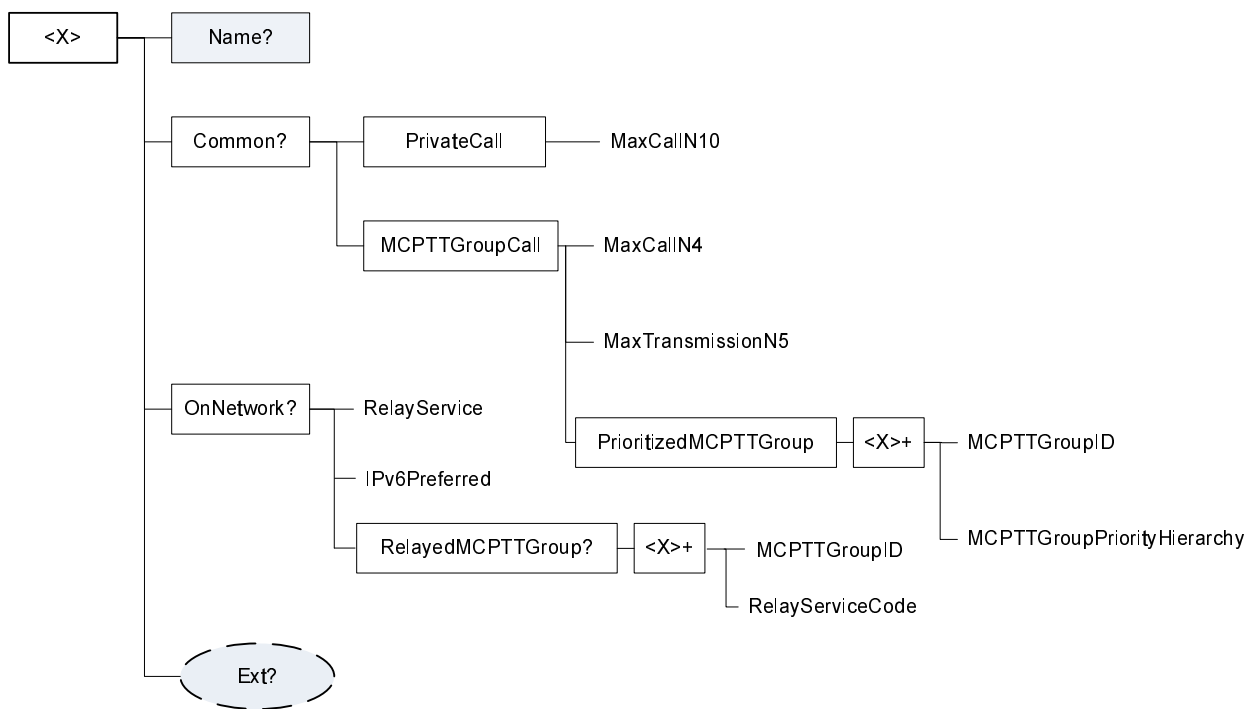 <X>
Name?
Common?
PrivateCall
MaxCallN10
MCPTTGroupCall
MaxCallN4
MaxTransmissionN5
OnNetwork?
RelayService
PrioritizedMCPTTGroup
<X>+
MCPTTGroupID
IPv6Preferred
RelayedMCPTTGroup?
<X>+
MCPTTGroupID
MCPTTGroupPriorityHierarchy
RelayServiceCode
Ext?